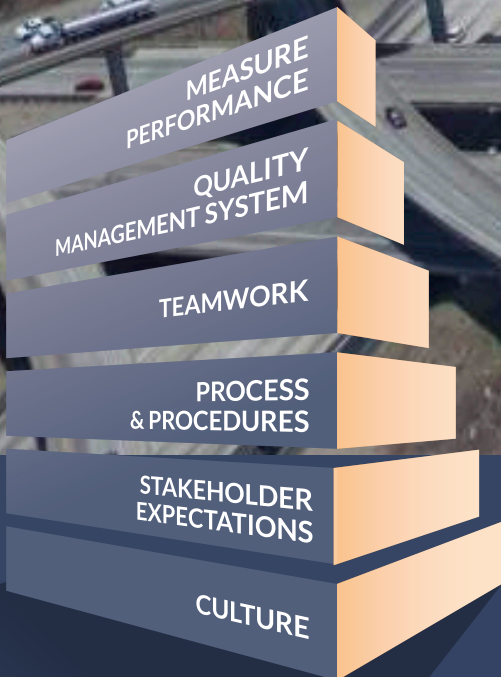 MEASURE
PERFORMANCE
QUALITY
MANAGEMENT SYSTEM
TEAMWORK
PROCESS
& PROCEDURES
STAKEHOLDER
EXPECTATIONS
CULTURE